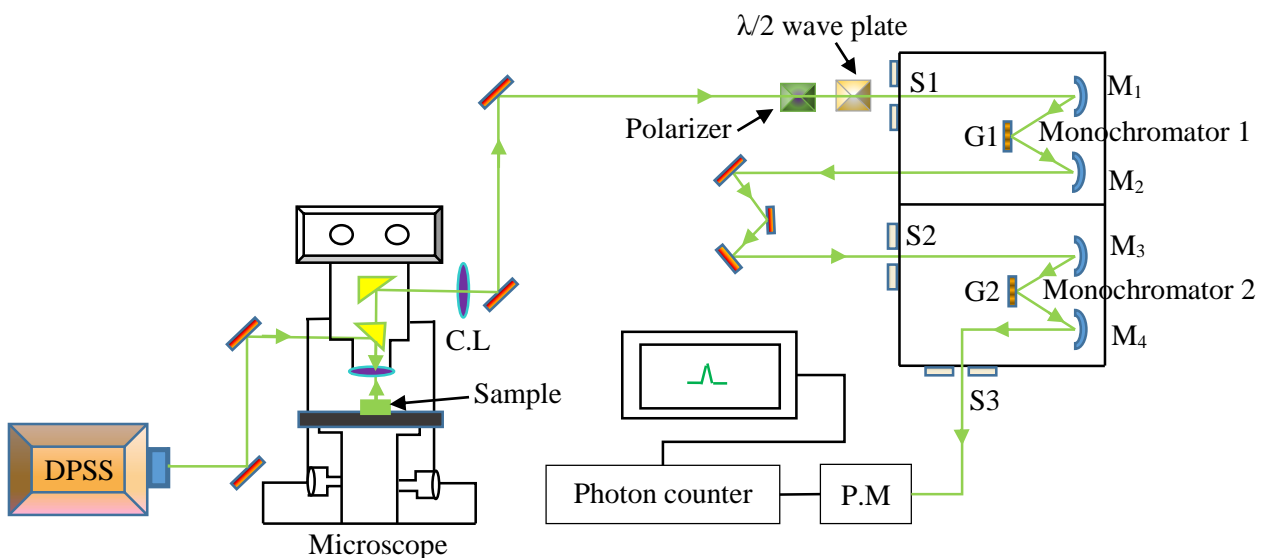 λ/2 wave plate
S1
M₁
Polarizer
G1
Monochromator 1
M₂
S2
M₃
G2
Monochromator 2
C.L
M₄
Sample
S3
DPSS
Photon counter
P.M
Microscope